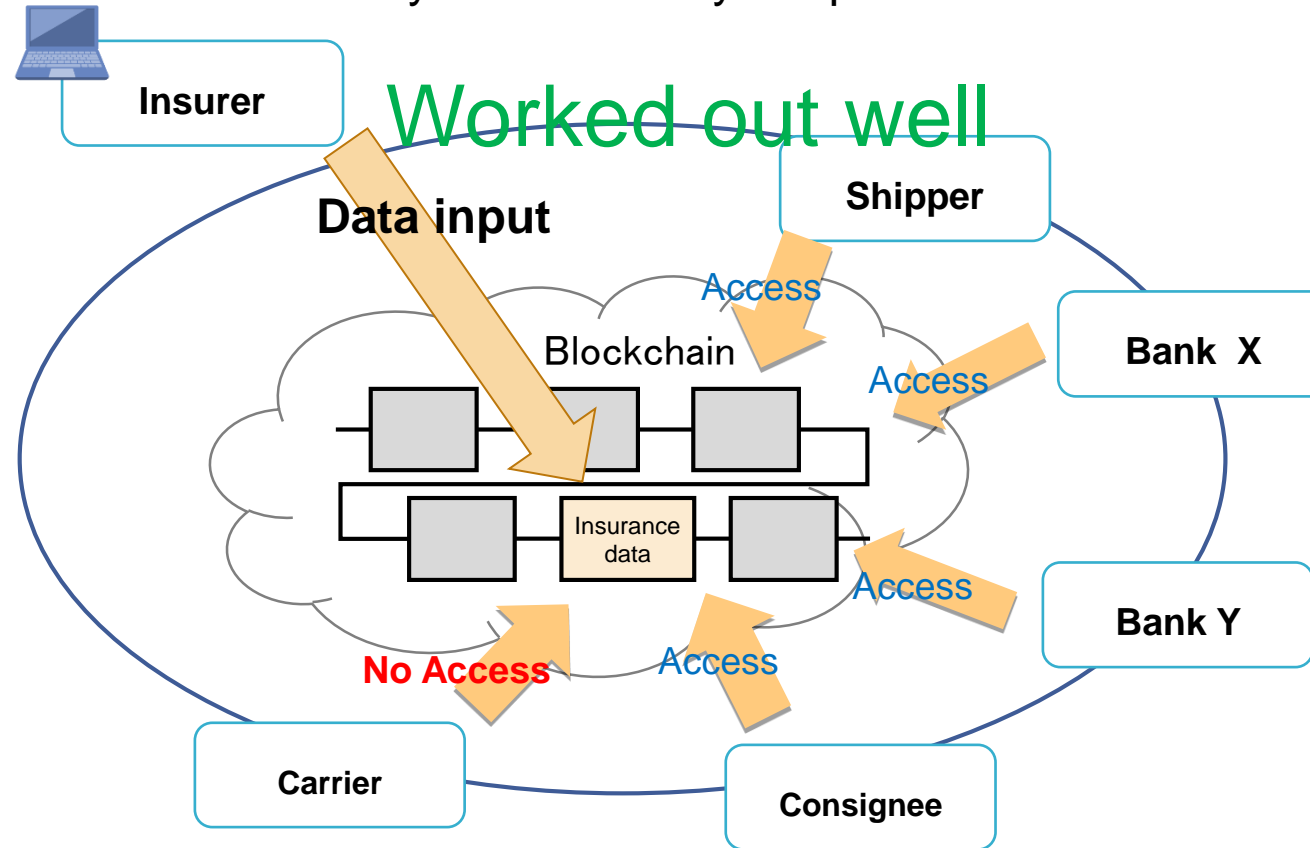 Insurer
Worked out well
Shipper
Data input
Access
Blockchain
Bank X
Access
Insurance
data
Access
Bank Y
No Access
Access
Carrier
Consignee